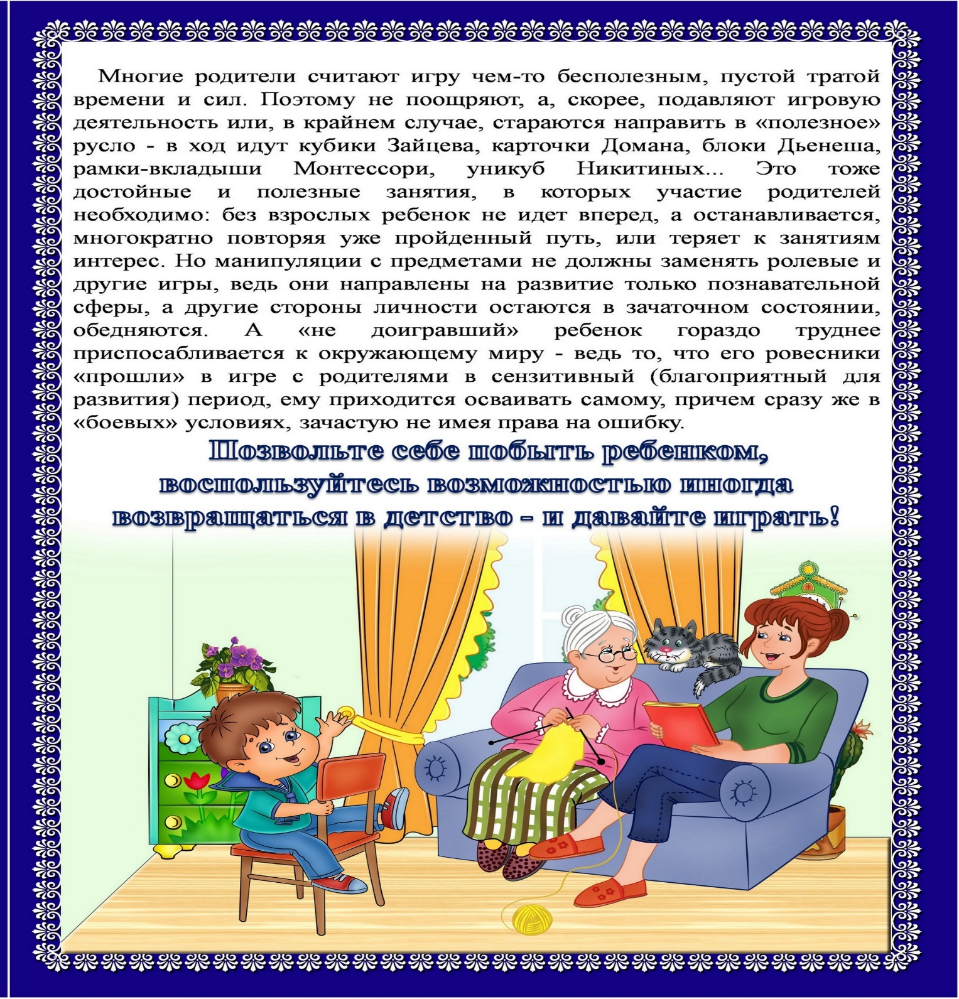 Многие родители считают игру чем-то бесполезным, пустой тратой
времени и сил. Поэтому не поощряют, а, скорее, подавляют игровую
деятельность или, в крайнем случае, стараются направить в «полезное»
русло - в ход идут кубики Зайцева, карточки Домана, блоки Дьенеша,
рамки-вкладыши Монтессори, уникуб Никитиных... Это тоже
достойные и полезные занятия, в которых участие родителей
необходимо: без взрослых ребенок не идет вперед, а останавливается,
многократно повторяя уже пройденный путь, или теряет к занятиям
интерес. Но манипуляции с предметами не должны заменять ролевые и
другие игры, ведь они направлены на развитие только познавательной
сферы, а другие стороны личности остаются в зачаточном состоянии,
обедняются. А «не доигравший» ребенок гораздо труднее
приспосабливается к окружающему миру - ведь то, что его ровесники
«прошли» в игре с родителями в сензитивный (благоприятный для
развития) период, ему приходится осваивать самому, причем сразу же в
«боевых» условиях, зачастую не имея права на ошибку.
Позвольте себе побыть ребенком,
воспользуйтесь возможностью иногда
возвращаться в детство - и давайте играть!